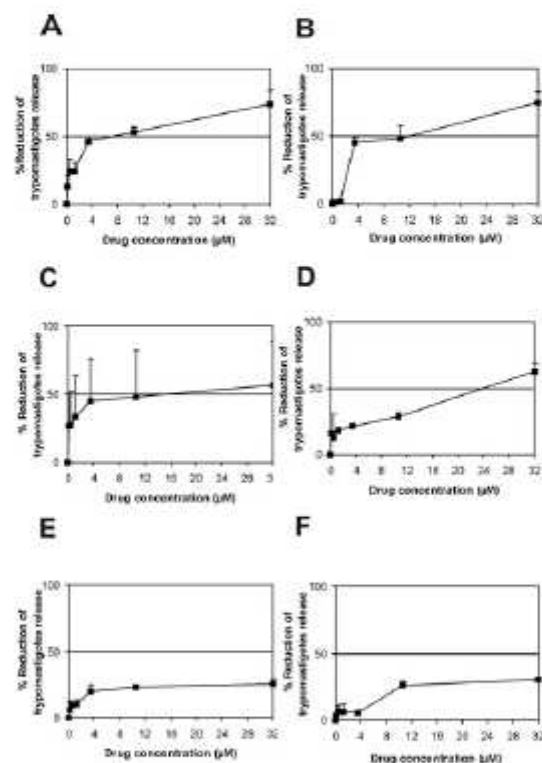 A
B
100
50
0
%Reduction of
trypomastigotes release
0 4 8 12 16 20 24 28 32
Drug concentration (µM)
100
50
0
% Reduction of
trypomastigotes release
0 4 8 12 16 20 24 28 32
Drug concentration (µM)
C
D
100
50
0
% Reduction of
trypomastigotes release
0 4 8 12 16 20 24 28 3
Drug concentration (µM)
100
50
0
% Reduction of
trypomastigotes release
0 4 8 12 16 20 24 28 32
Drug concentration (µM)
E
F
100
50
0
% Reduction of
trypomastigotes release
0 4 8 12 16 20 24 28 32
Drug concentration (µM)
100
50
0
% Reduction of
trypomastigotes release
0 4 8 12 16 20 24 28 32
Drug concentration (µM)